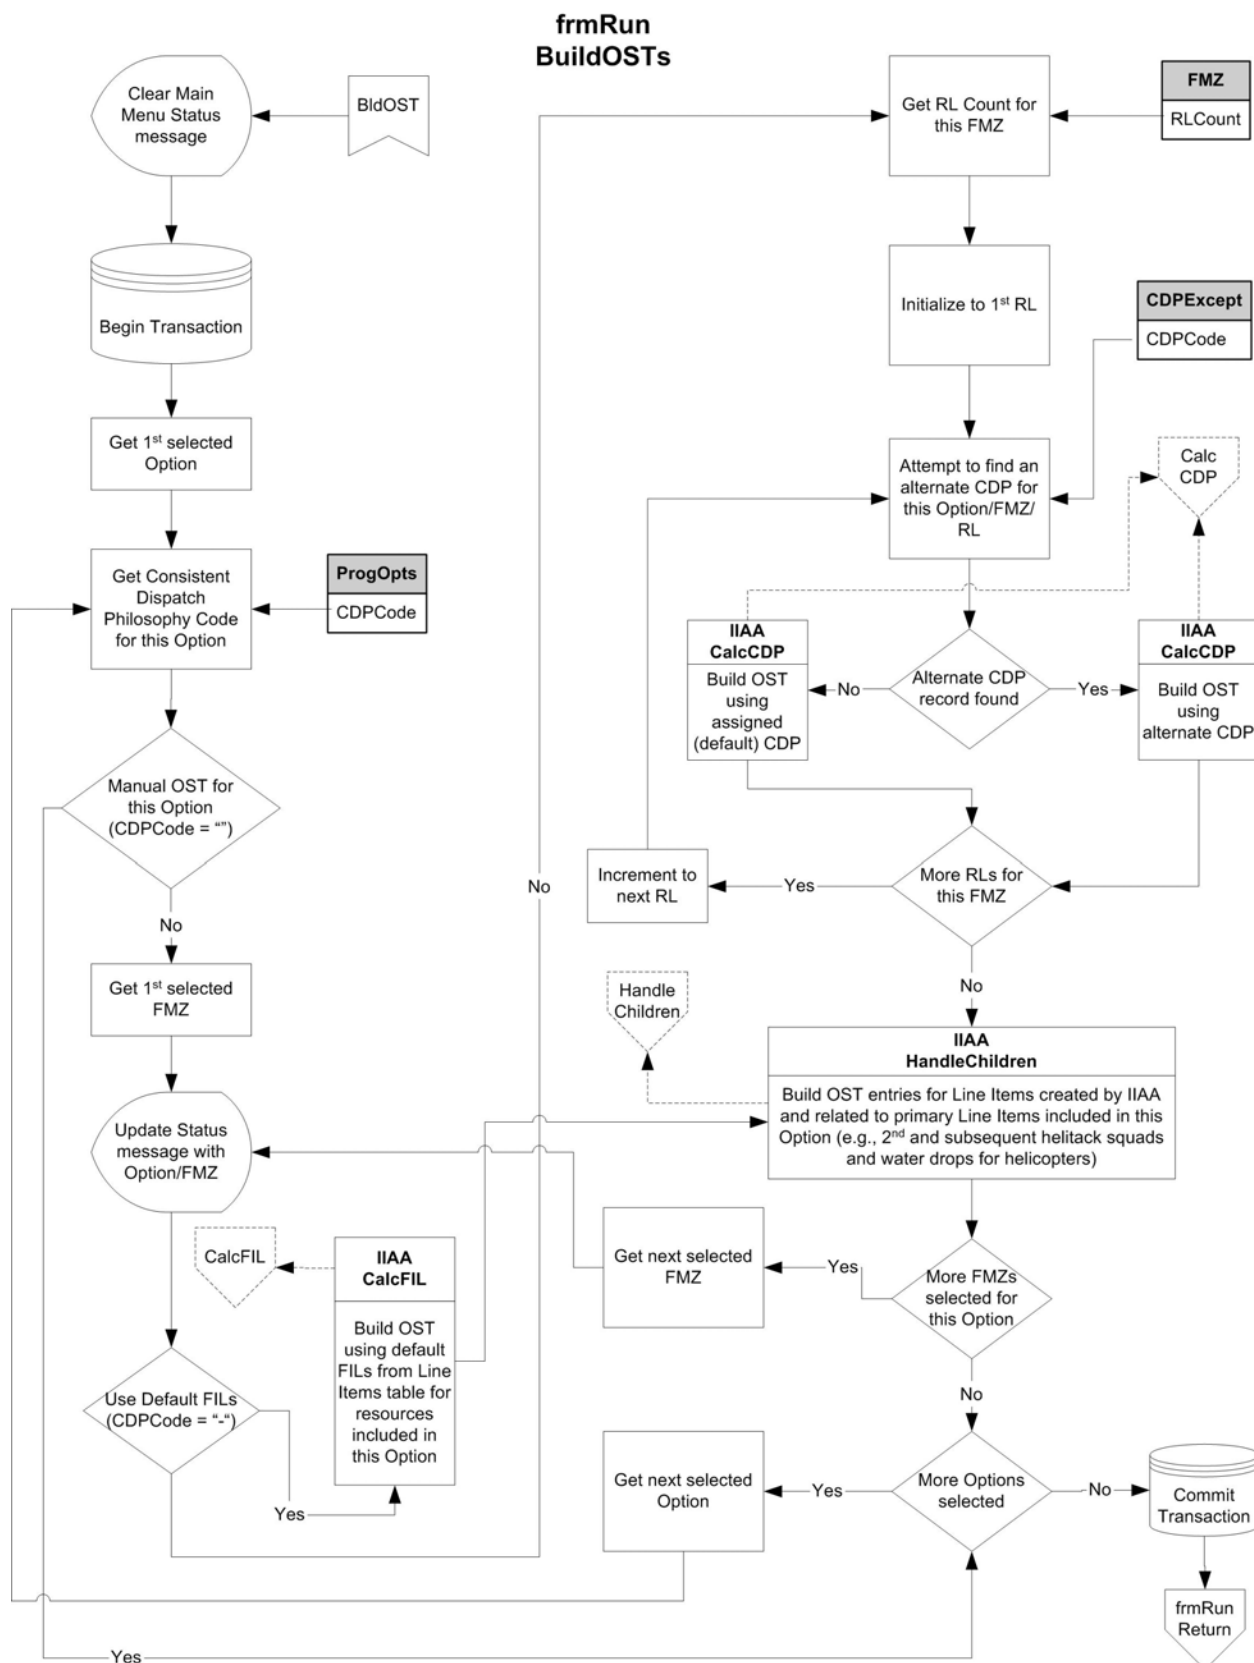 frmRun
BuildOSTs
Clear Main
Menu Status
message
BldOST
Begin Transaction
Get 1st selected
Option
Get Consistent
Dispatch
Philosophy Code
for this Option
ProgOpts
CDPCode
Manual OST for
this Option
(CDPCode = “”)
No
Get 1st selected
FMZ
Update Status
message with
Option/FMZ
CalcFIL
IIAA
CalcFIL
Build OST
using default
FILs from Line
Items table for
resources
included in
this Option
Use Default FILs
(CDPCode = “-“)
Yes
Yes
No
Get RL Count for
this FMZ
FMZ
RLCount
Initialize to 1st RL
CDPExcept
CDPCode
Attempt to find an
alternate CDP for
this Option/FMZ/
RL
Calc
CDP
IIAA
CalcCDP
Build OST
using
assigned
(default) CDP
No
Alternate CDP
record found
Yes
IIAA
CalcCDP
Build OST
using
alternate CDP
Increment to
next RL
Yes
More RLs for
this FMZ
No
Handle
Children
IIAA
HandleChildren
Build OST entries for Line Items created by IIAA
and related to primary Line Items included in this
Option (e.g., 2nd and subsequent helitack squads
and water drops for helicopters)
Get next selected
FMZ
Yes
More FMZs
selected for
this Option
No
Get next selected
Option
Yes
More Options
selected
No
Commit
Transaction
frmRun
Return